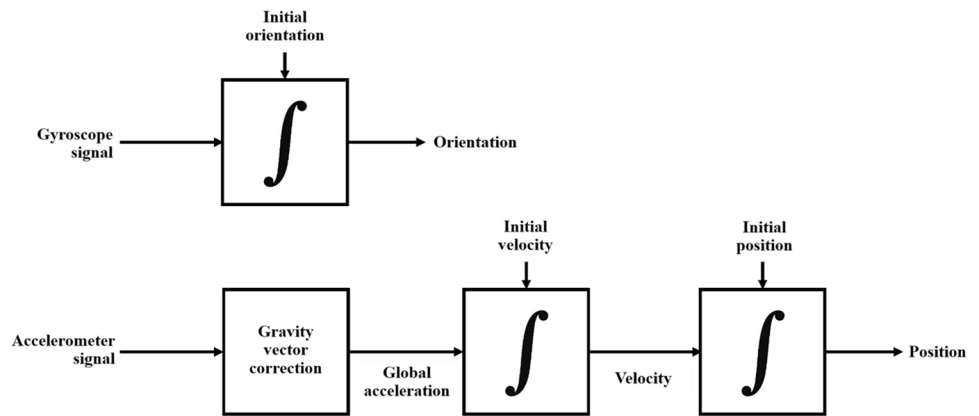 Initial
orientation
Gyroscope
signal
Orientation
Initial
velocity
Initial
position
Accelerometer
signal
Gravity
vector
correction
Global
acceleration
Velocity
Position